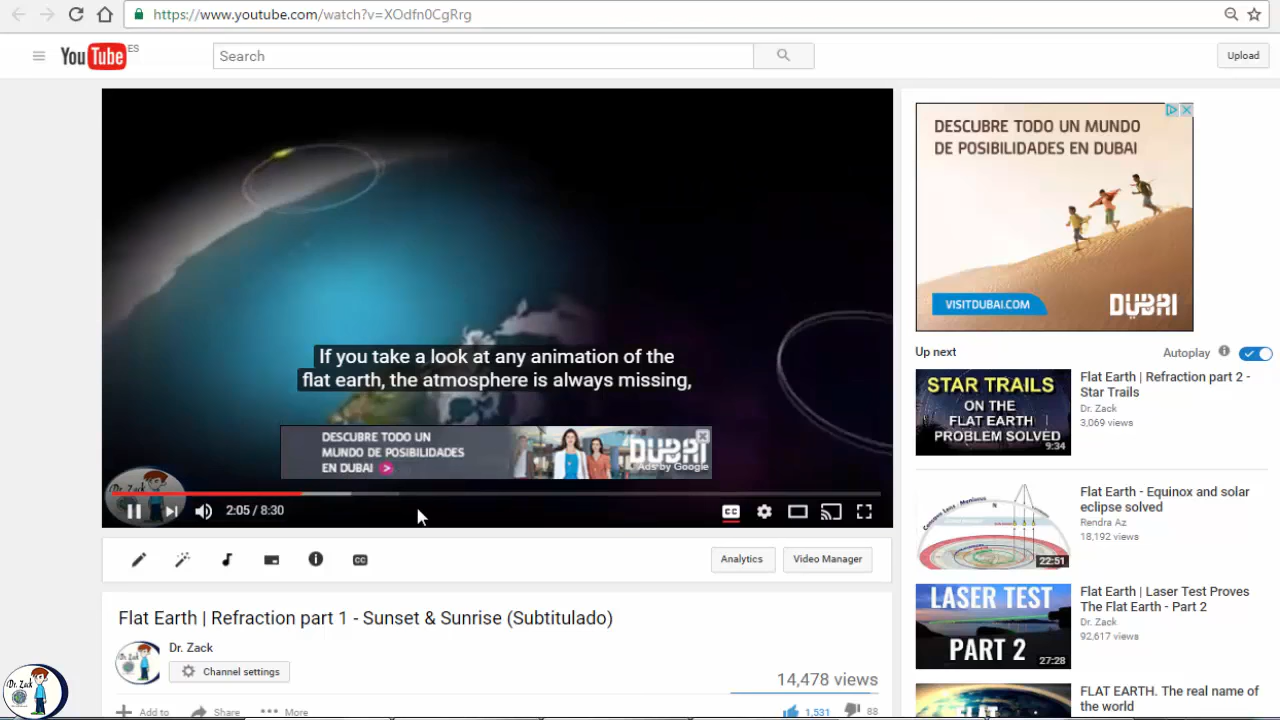 https://www.youtube.com/watch?v=XOdfn0CgRrg
YouTube ES
Search
Upload
If you take a look at any animation of the
flat earth, the atmosphere is always missing,
DESCUBRE TODO UN
MUNDO DE POSIBILIDADES
EN DUBAI
DUBAI
Ads by Google
Dr. Zack
2:05 / 8:30
CC
Analytics
Video Manager
Flat Earth | Refraction part 1 - Sunset & Sunrise (Subtitulado)
Dr. Zack
Channel settings
14,478 views
Add to
Share
More
1,531
88
DESCUBRE TODO UN MUNDO
DE POSIBILIDADES EN DUBAI
VISITDUBAI.COM
DUBAI
Up next
Autoplay
STAR TRAILS
ON THE
FLAT EARTH
PROBLEM SOLVED
9:34
Flat Earth | Refraction part 2 -
Star Trails
Dr. Zack
3,069 views
22:51
Flat Earth - Equinox and solar
eclipse solved
Rendra Az
18,192 views
LASER TEST
PART 2
27:28
Flat Earth | Laser Test Proves
The Flat Earth - Part 2
Dr. Zack
92,617 views
FLAT EARTH. The real name of
the world
Dr. Zack